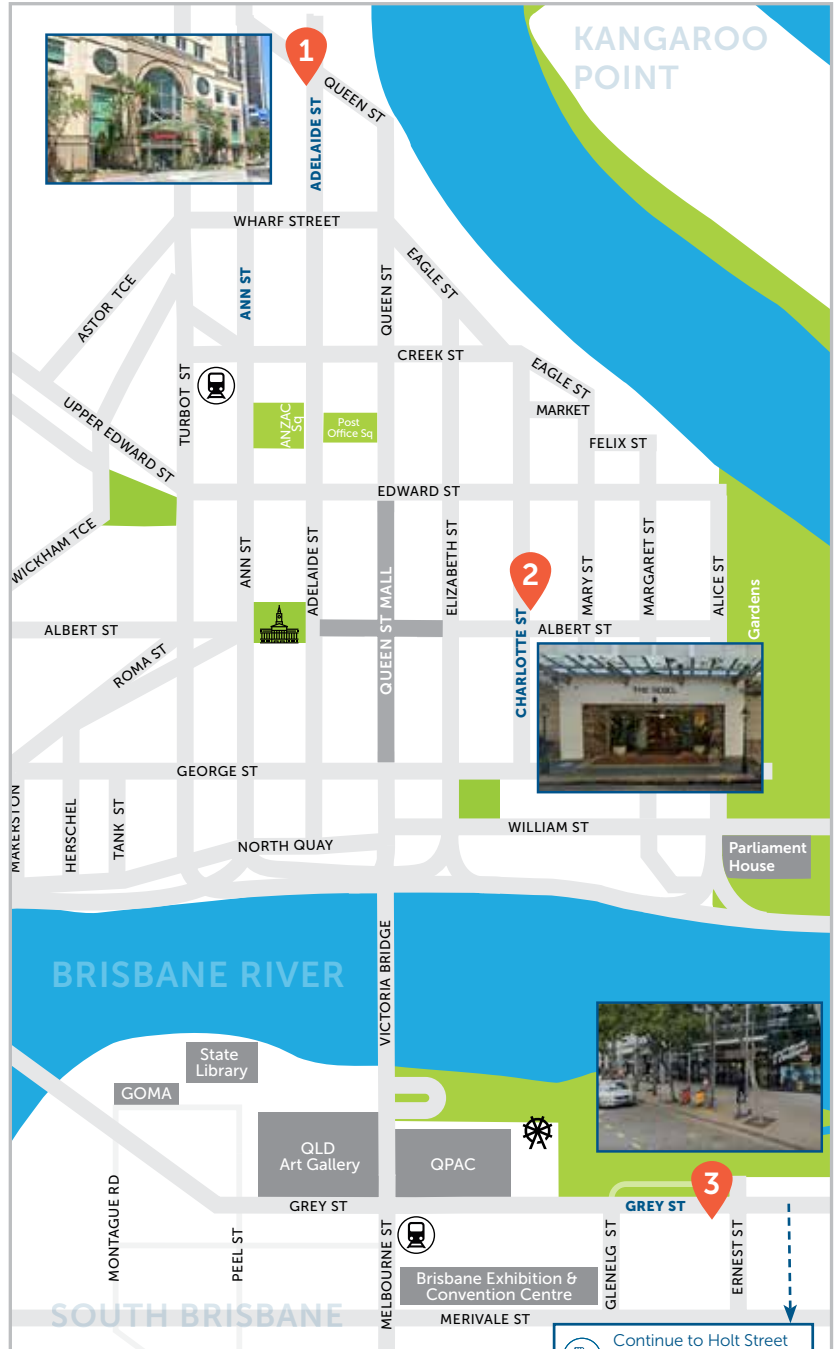 KANGAROO
POINT
1
QUEEN ST
ADELAIDE ST
WHARF STREET
EAGLE ST
ANN ST
QUEEN ST
ASTOR TCE
CREEK ST
EAGLE ST
TURBOT ST
MARKET
ANZAC
Sq
Post
Office Sq
UPPER EDWARD ST
FELIX ST
EDWARD ST
WICKHAM TCE
ANN ST
ADELAIDE ST
ELIZABETH ST
2
MARY ST
MARGARET ST
ALICE ST
Gardens
QUEEN ST MALL
CHARLOTTE ST
ALBERT ST
ALBERT ST
ROMA ST
GEORGE ST
MAKERSTON
HERSCHEL
TANK ST
WILLIAM ST
NORTH QUAY
Parliament
House
BRISBANE RIVER
VICTORIA BRIDGE
State
Library
GOMA
QLD
Art Gallery
QPAC
3
GREY ST
GREY ST
MONTAGUE RD
PEEL ST
MELBOURNE ST
GLENELG ST
ERNEST ST
Brisbane Exhibition &
Convention Centre
SOUTH BRISBANE
MERIVALE ST
Continue to Holt Street